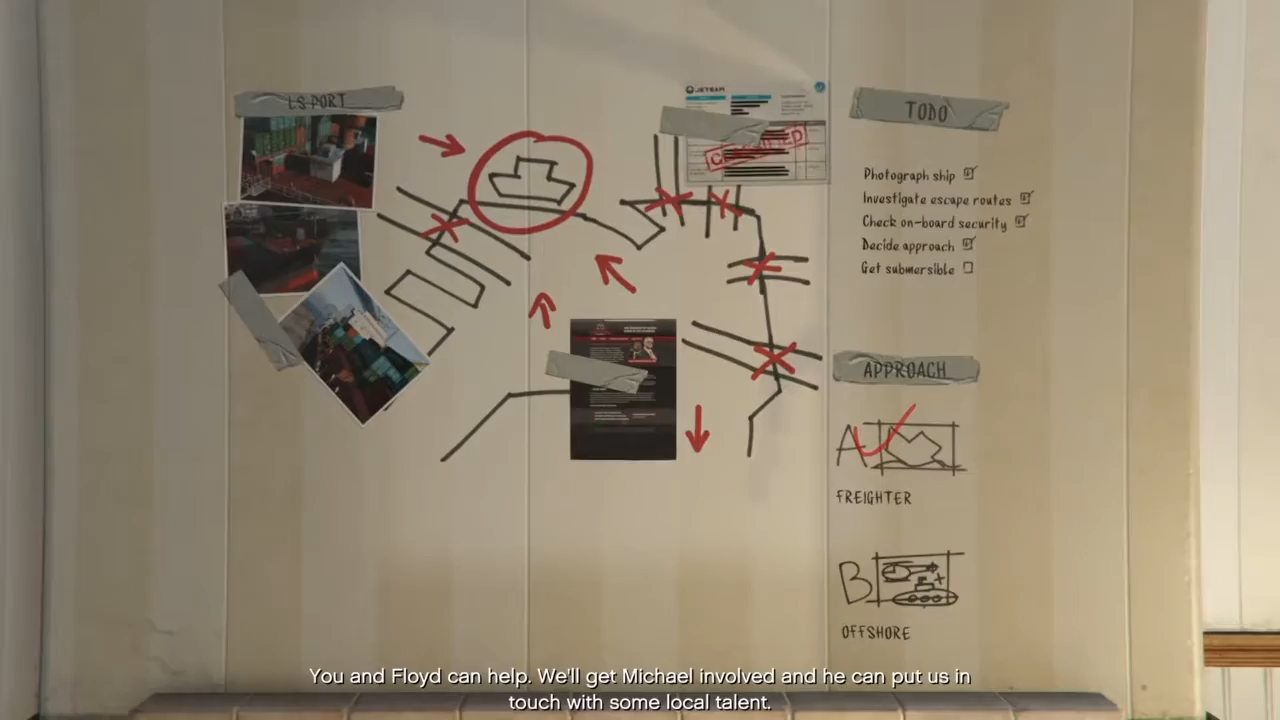 LS PORT
JETSAM
TODO
Photograph ship
Investigate escape routes
Check on-board security
Decide approach
Get submersible
APPROACH
A
FREIGHTER
B
OFFSHORE
You and Floyd can help. We'll get Michael involved and he can put us in
touch with some local talent.